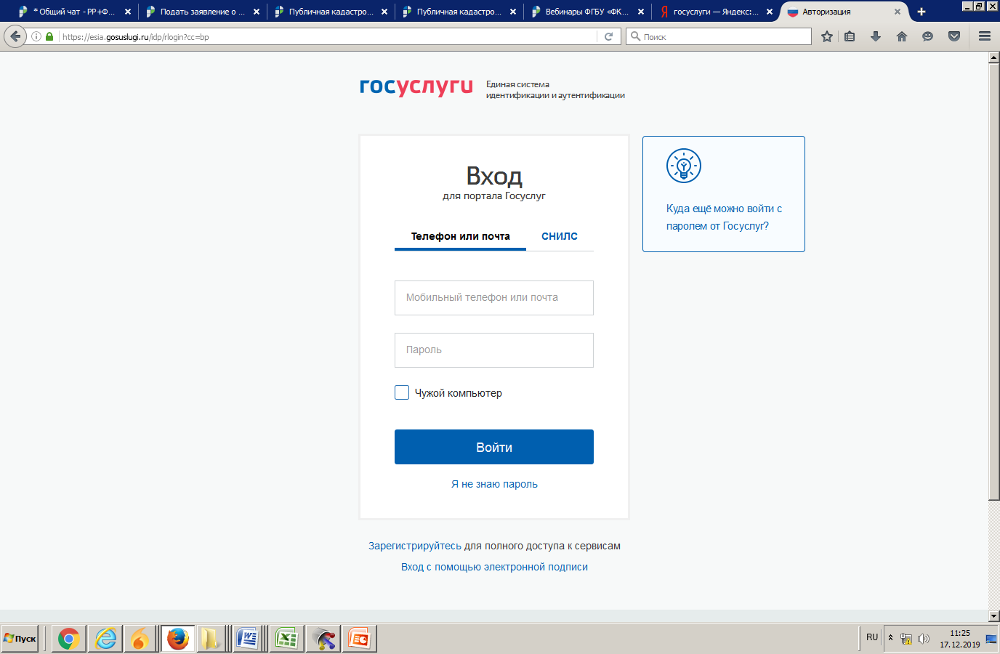 * Общий чат - РР+Ф...
Подать заявление о ...
Публичная кадастро...
Публичная кадастро...
Вебинары ФГБУ «ФК...
госуслуги — Яндекс:...
Авторизация
https://esia.gosuslugi.ru/idp/rlogin?cc=bp
Поиск
госуслуги
Единая система
идентификации и аутентификации
Вход
для портала Госуслуг
Телефон или почта
СНИЛС
Мобильный телефон или почта
Пароль
Чужой компьютер
Войти
Я не знаю пароль
Куда ещё можно войти с
паролем от Госуслуг?
Зарегистрируйтесь для полного доступа к сервисам
Вход с помощью электронной подписи
Пуск
RU
11:25
17.12.2019